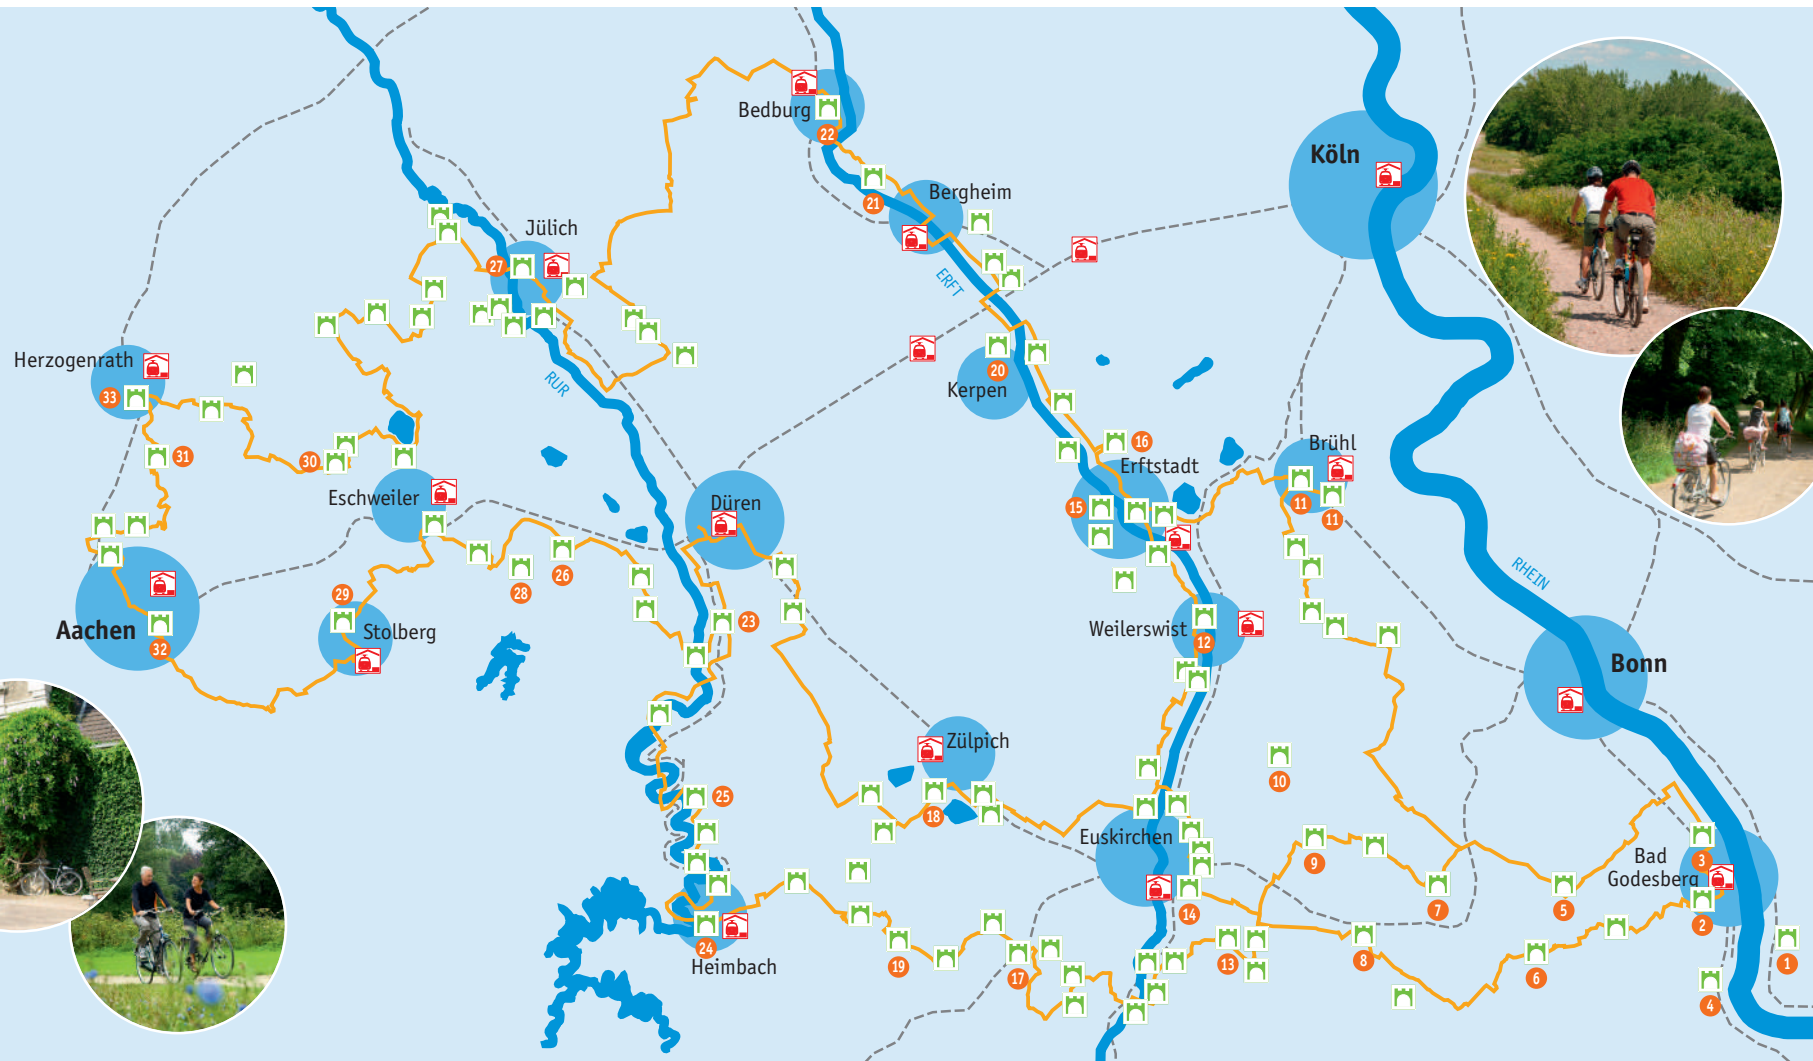 Bedburg
22
Köln
21
Bergheim
Jülich
27
ERFT
Herzogenrath
33
RUR
20
Kerpen
16
Brühl
31
30
Erftstadt
Eschweiler
Düren
15
11
11
RHEIN
26
28
29
23
Stolberg
Aachen
32
Weilerswist
12
Bonn
Zülpich
10
25
18
Euskirchen
9
3
Bad
Godesberg
7
5
14
2
24
Heimbach
19
17
13
8
6
1
4